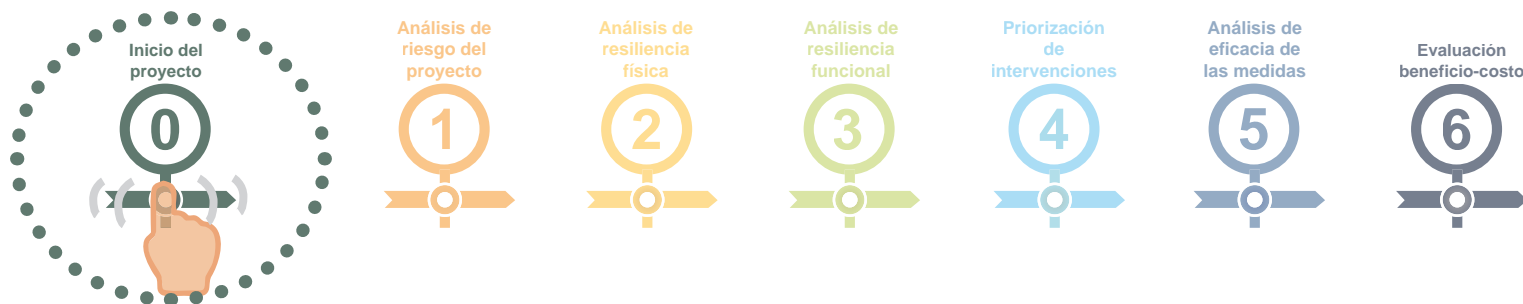 Inicio del
proyecto
0
Análisis de
riesgo del
proyecto
1
Análisis de
resiliencia
física
2
Análisis de
resiliencia
funcional
3
Priorización
de
intervenciones
4
Análisis de
eficacia de
las medidas
5
Evaluación
beneficio-costo
6